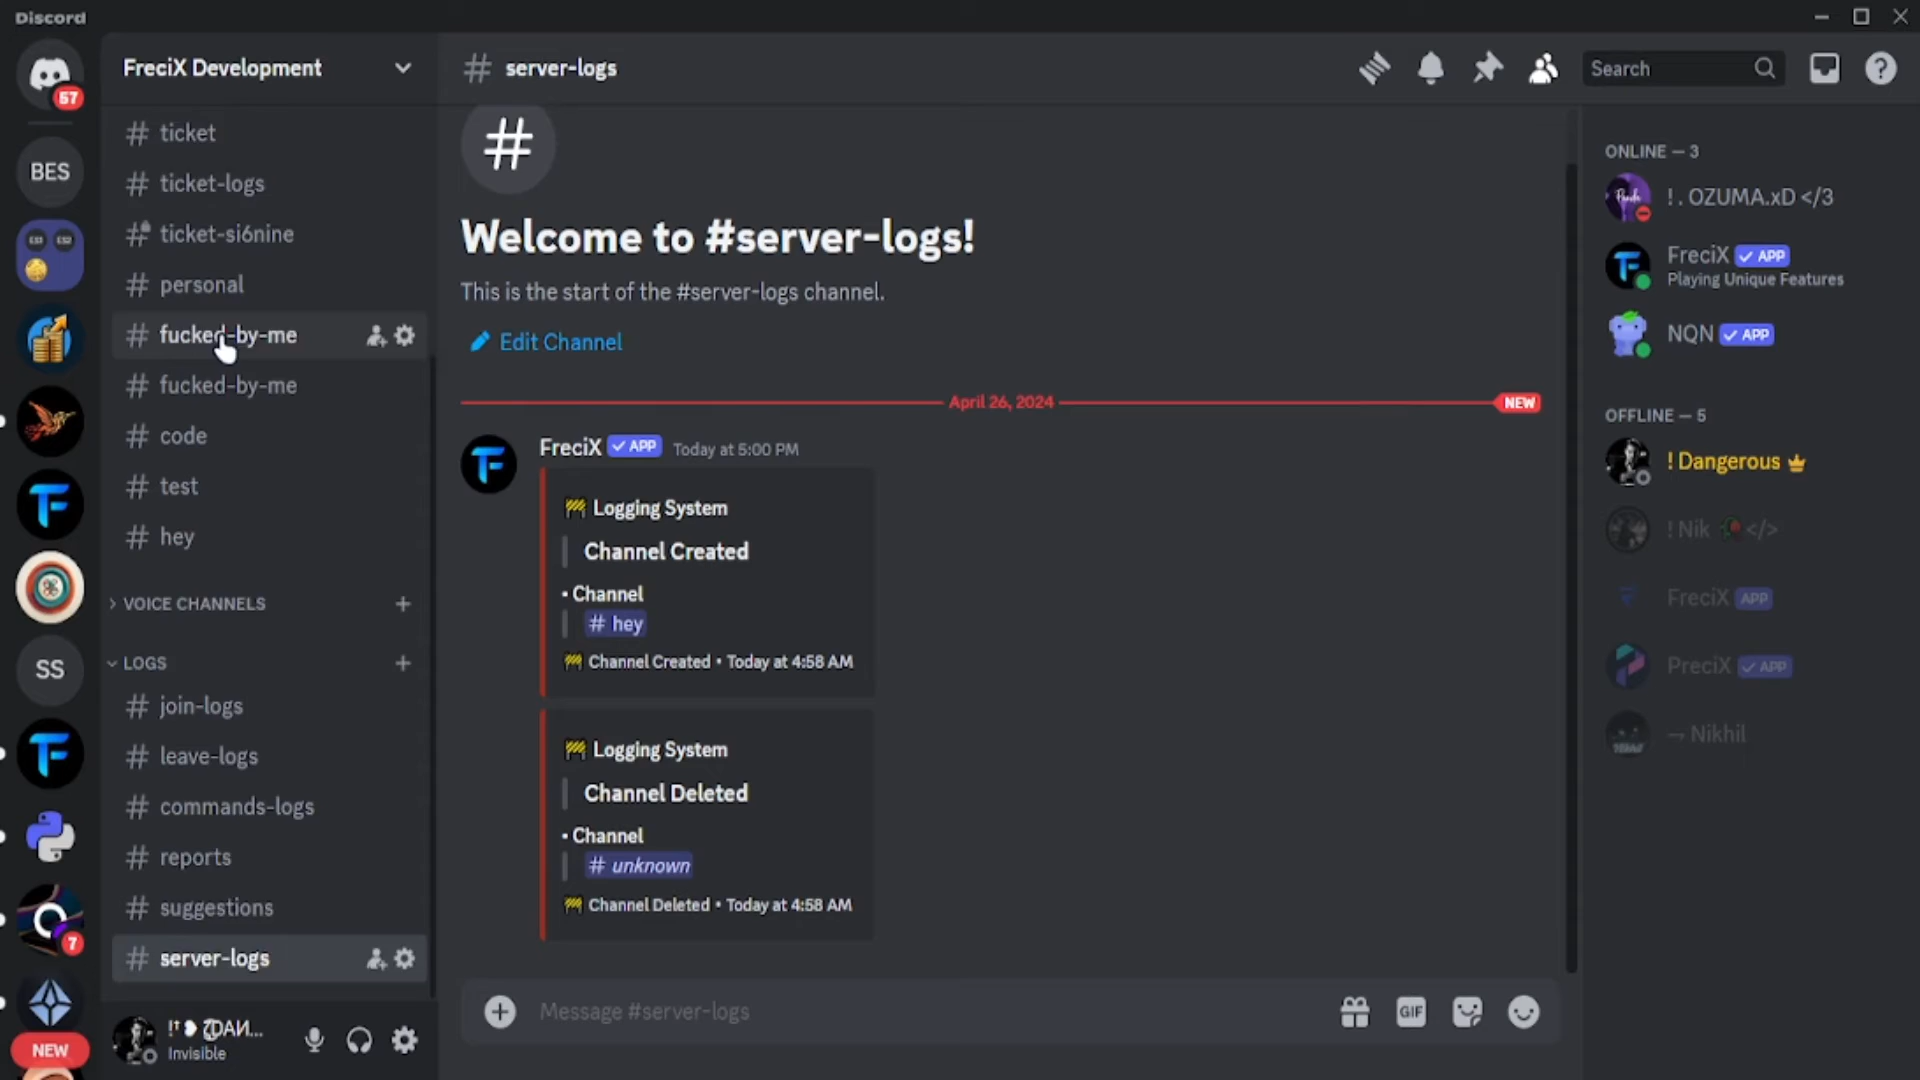 Discord
57
BES
SS
7
NEW
FreciX Development
# ticket
# ticket-logs
# ticket-si6nine
# personal
# fucked-by-me
# fucked-by-me
# code
# test
# hey
VOICE CHANNELS
LOGS
# join-logs
# leave-logs
# commands-logs
# reports
# suggestions
# server-logs
Invisible
# server-logs
Search
#
Welcome to #server-logs!
This is the start of the #server-logs channel.
Edit Channel
April 26, 2024 NEW
FreciX ✓ APP Today at 5:00 PM
🚧 Logging System
Channel Created
• Channel
# hey
🚧 Channel Created • Today at 4:58 AM
🚧 Logging System
Channel Deleted
• Channel
# unknown
🚧 Channel Deleted • Today at 4:58 AM
Message #server-logs
GIF
ONLINE — 3
! . OZUMA.xD </3
FreciX ✓ APP
Playing Unique Features
NQN ✓ APP
OFFLINE — 5
! Dangerous
! Nik 🥀 </>
FreciX APP
PreciX ✓ APP
¬ Nikhil